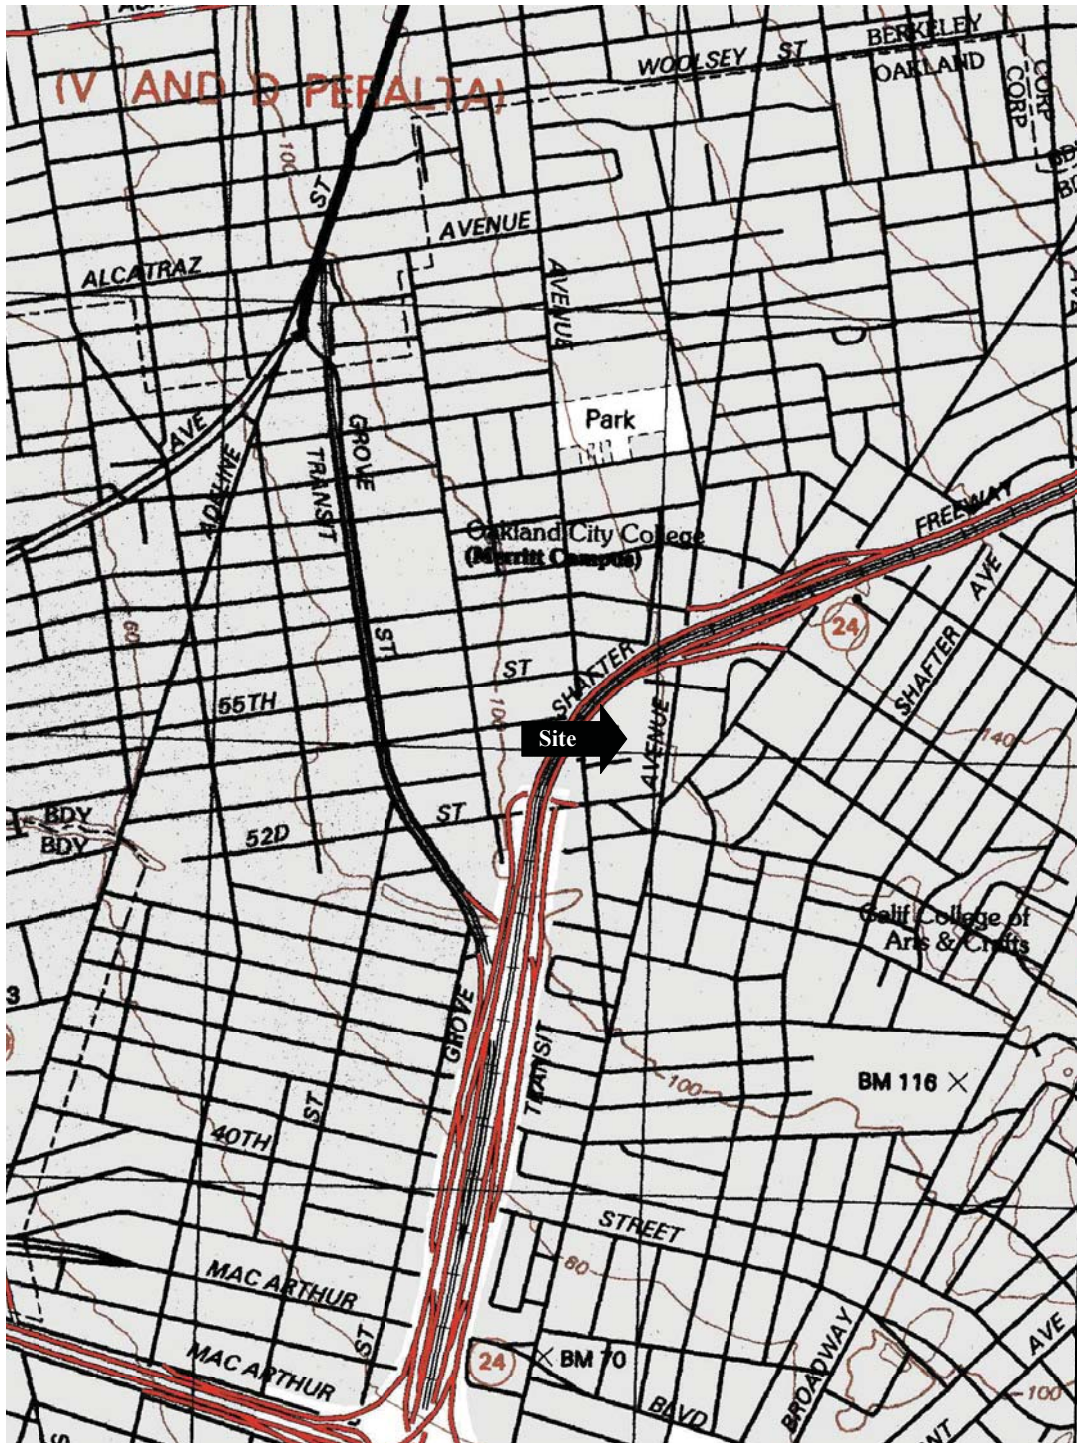 WOOLSEY ST
BERKELEY
OAKLAND
CORP
CORP
(V AND D PERALTA)
100
ST
AVENUE
ALCATRAZ
AVENUE
Park
AVE
ADELINE
GROVE
TRANSIT
Oakland City College
(Merritt Campus)
FREEWAY
AVE
24
60
ST
ST
SHAFTER
SHAFTER
55TH
100
Site
AVENUE
140
BDY
BDY
52D
ST
Calif College of
Arts & Crafts
3
GROVE
TRANSIT
100
BM 116
ST
40TH
STREET
80
MAC ARTHUR
ST
MAC ARTHUR
24
BM 70
BLVD
BROADWAY
AVE
100